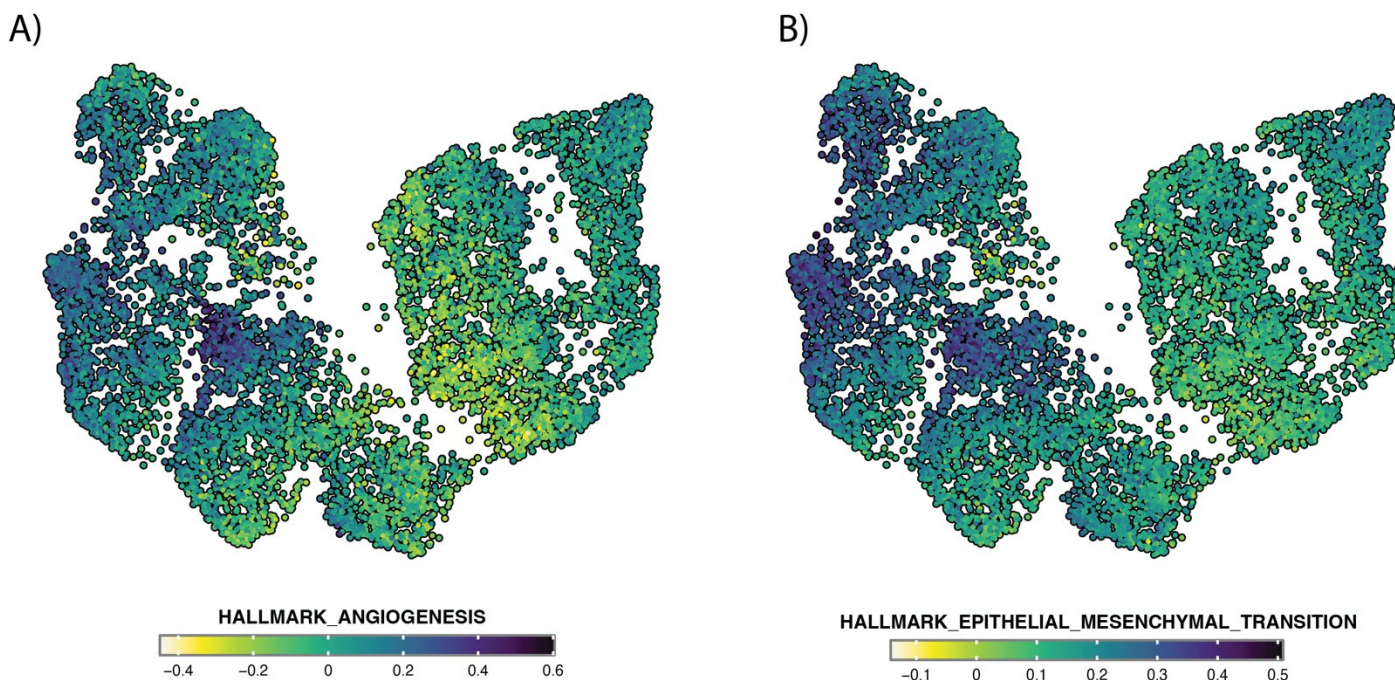 A)
B)
HALLMARK_ANGIOGENESIS
−0.4 −0.2 0 0.2 0.4 0.6
HALLMARK_EPITHELIAL_MESENCHYMAL_TRANSITION
−0.1 0 0.1 0.2 0.3 0.4 0.5